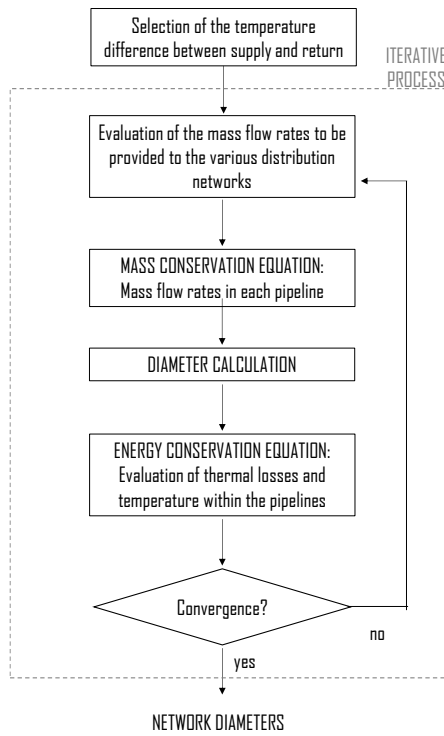 Selection of the temperature
difference between supply and return
ITERATIVE
PROCESS
Evaluation of the mass flow rates to be
provided to the various distribution
networks
MASS CONSERVATION EQUATION:
Mass flow rates in each pipeline
DIAMETER CALCULATION
ENERGY CONSERVATION EQUATION:
Evaluation of thermal losses and
temperature within the pipelines
Convergence?
no
yes
NETWORK DIAMETERS